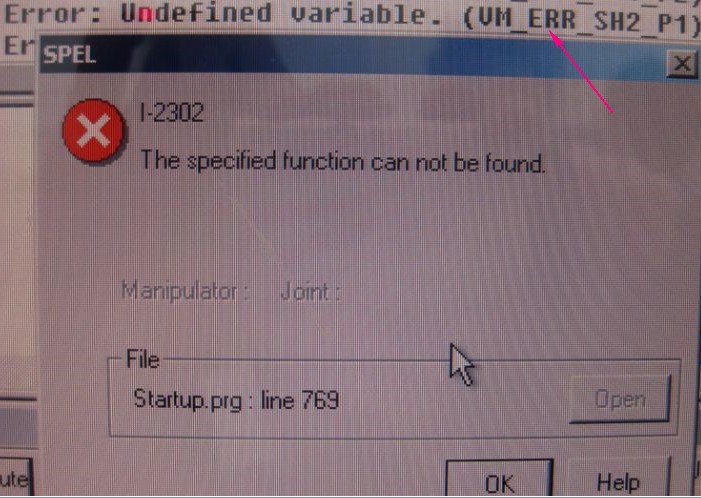 Error: Undefined variable. (VM_ERR_SH2_P1)
Er
SPEL
I-2302
The specified function can not be found.
Manipulator : Joint :
File
Startup.prg : line 769
Open
ute
OK Help